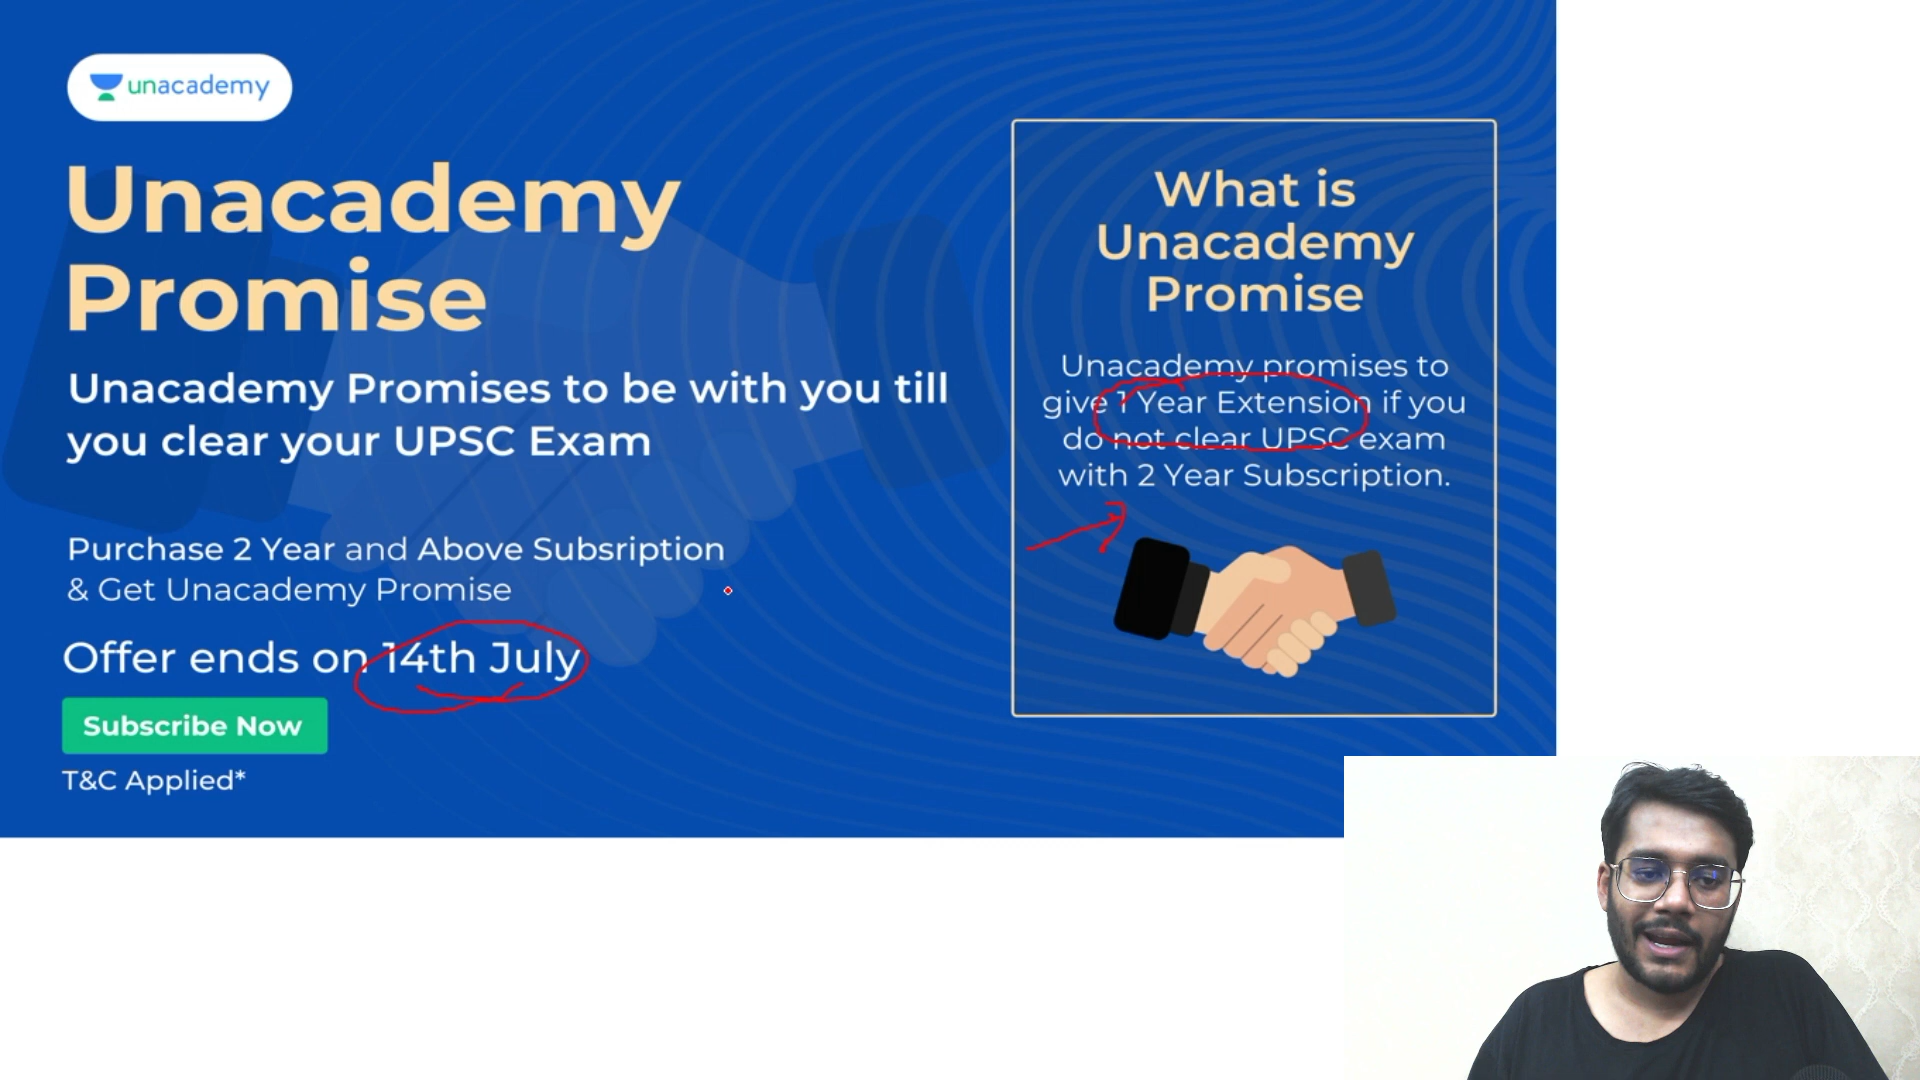 unacademy
Unacademy
Promise
Unacademy Promises to be with you till
you clear your UPSC Exam
Purchase 2 Year and Above Subsription
& Get Unacademy Promise
Offer ends on 14th July
Subscribe Now
T&C Applied*
What is
Unacademy
Promise
Unacademy promises to
give 1 Year Extension if you
do not clear UPSC exam
with 2 Year Subscription.